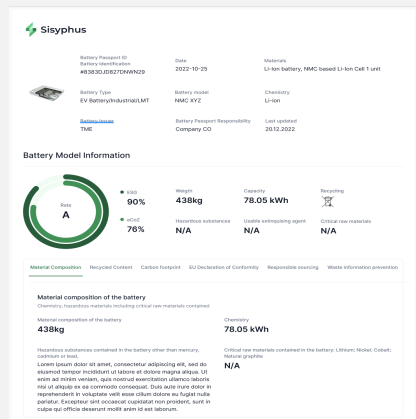 Sisyphus
Battery Passport ID
Battery Identification
#8383DJD827DNWN29
Date
2022-10-25
Materials
Li-Ion battery, NMC based Li-Ion Cell 1 unit
Battery Type
EV Battery/Industrial/LMT
Battery model
NMC XYZ
Chemistry
Li-ion
Battery Issues
TME
Battery Passport Responsibility
Company CO
Last updated
20.12.2022
Battery Model Information
Rate
A
ESG
90%
eCoZ
76%
Weigth
438kg
Capacity
78.05 kWh
Recycling
Hazardous substances
N/A
Usable extinquising agent
N/A
Critical raw materials
N/A
Material Composition Recycled Content Carbon footprint EU Declaration of Conformity Responsible sourcing Waste information prevention
Material composition of the battery
Chemistry, hazardous materials including critical raw materials contained
Material composition of the battery
438kg
Chemistry
78.05 kWh
Hazardous substances contained in the battery other than mercury,
cadmium or lead.
Lorem ipsum dolor sit amet, consectetur adipiscing elit, sed do
eiusmod tempor incididunt ut labore et dolore magna aliqua. Ut
enim ad minim veniam, quis nostrud exercitation ullamco laboris
nisi ut aliquip ex ea commodo consequat. Duis aute irure dolor in
reprehenderit in voluptate velit esse cillum dolore eu fugiat nulla
pariatur. Excepteur sint occaecat cupidatat non proident, sunt in
culpa qui officia deserunt mollit anim id est laborum.
Critical raw materials contained in the battery: Lithium; Nickel; Cobalt;
Natural graphite
N/A